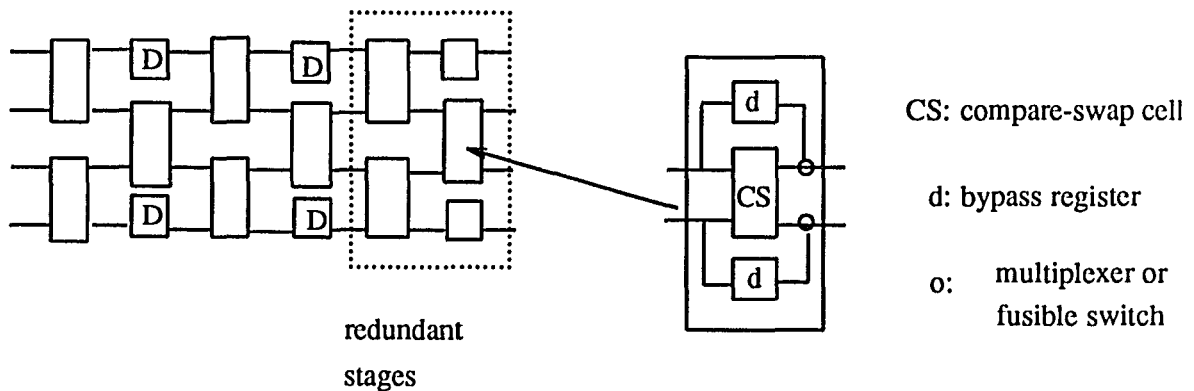 D
D
D
D
redundant
stages
d
CS
d
CS: compare-swap cell
d: bypass register
o: multiplexer or
fusible switch